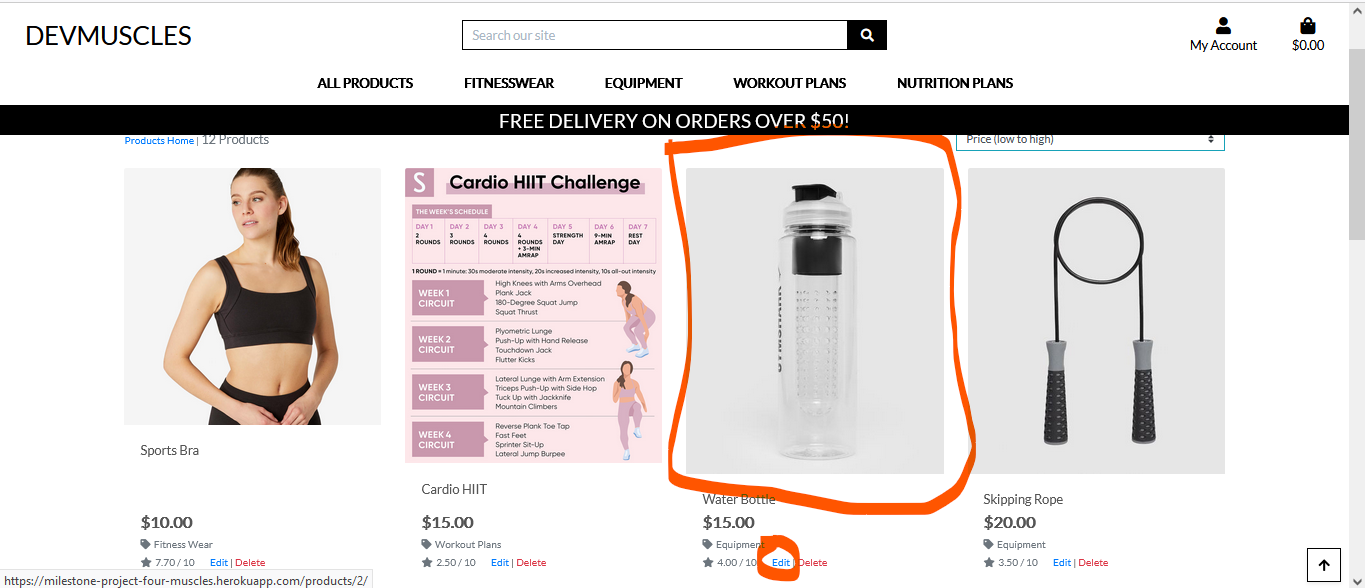 DEVMUSCLES
Search our site
My Account
$0.00
ALL PRODUCTS
FITNESSWEAR
EQUIPMENT
WORKOUT PLANS
NUTRITION PLANS
FREE DELIVERY ON ORDERS OVER $50!
Products Home | 12 Products
Price (low to high)
Sports Bra
$10.00
Fitness Wear
7.70 / 10 Edit | Delete
S
Cardio HIIT Challenge
THE WEEK'S SCHEDULE
DAY 1 DAY 2 DAY 3 DAY 4 DAY 5 DAY 6 DAY 7
2 ROUNDS
3 ROUNDS
4 ROUNDS
4 ROUNDS + 3-MIN AMRAP
STRENGTH DAY
9-MIN AMRAP
REST DAY
1 ROUND = 1 minute: 30s moderate intensity, 20s increased intensity, 10s all-out intensity
WEEK 1 CIRCUIT
High Knees with Arms Overhead
Plank Jack
180-Degree Squat Jump
Squat Thrust
WEEK 2 CIRCUIT
Plyometric Lunge
Push-Up with Hand Release
Touchdown Jack
Flutter Kicks
WEEK 3 CIRCUIT
Lateral Lunge with Arm Extension
Triceps Push-Up with Side Hop
Tuck Up with Jackknife
Mountain Climbers
WEEK 4 CIRCUIT
Reverse Plank Toe Tap
Fast Feet
Sprinter Sit-Up
Lateral Jump Burpee
Cardio HIIT
$15.00
Workout Plans
2.50 / 10 Edit | Delete
GYMSHARK
Water Bottle
$15.00
Equipment
4.00 / 10 Edit | Delete
Skipping Rope
$20.00
Equipment
3.50 / 10 Edit | Delete
https://milestone-project-four-muscles.herokuapp.com/products/2/